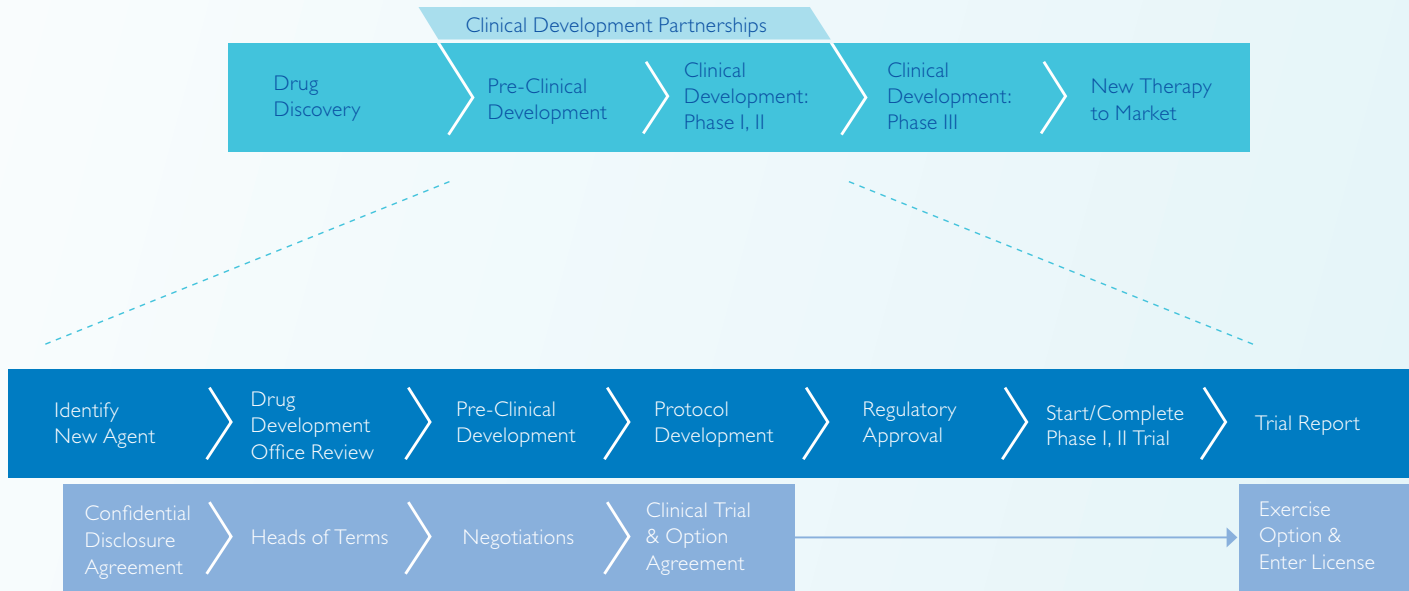 Clinical Development Partnerships
Drug
Discovery
Pre-Clinical
Development
Clinical
Development:
Phase I, II
Clinical
Development:
Phase III
New Therapy
to Market
Identify
New Agent
Drug
Development
Office Review
Pre-Clinical
Development
Protocol
Development
Regulatory
Approval
Start/Complete
Phase I, II Trial
Trial Report
Confidential
Disclosure
Agreement
Heads of Terms
Negotiations
Clinical Trial
& Option
Agreement
Exercise
Option &
Enter License